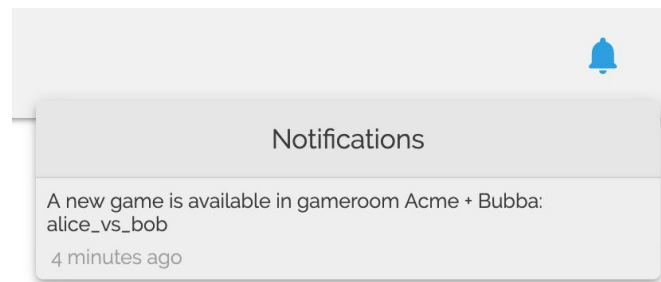 Notifications
A new game is available in gameroom Acme + Bubba:
alice_vs_bob
4 minutes ago